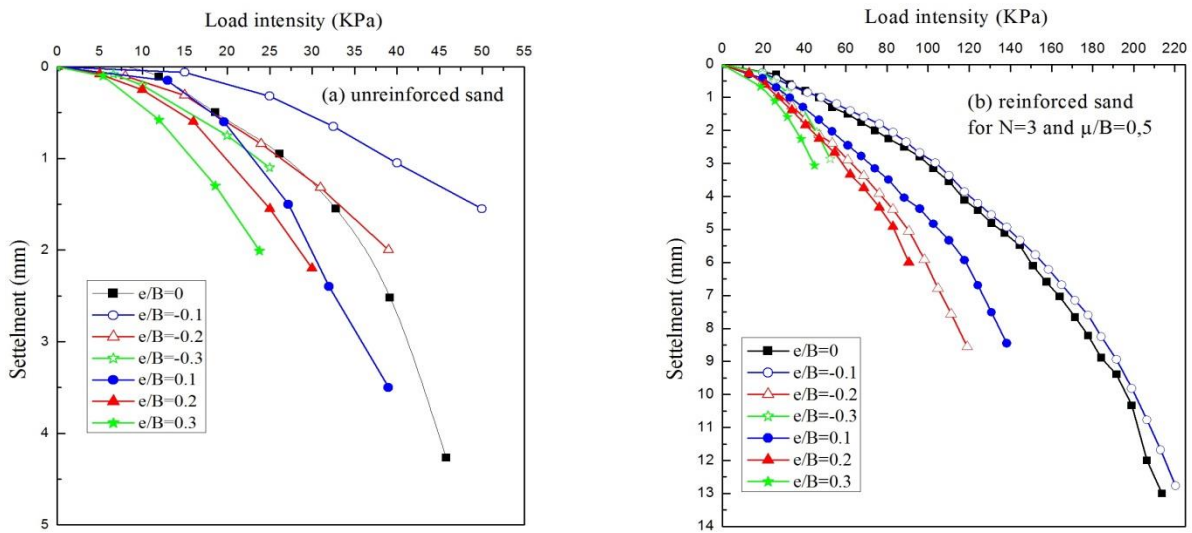 Load intensity (KPa)
0 5 10 15 20 25 30 35 40 45 50 55
0
1
2
3
4
5
Settelment (mm)
(a) unreinforced sand
e/B=0
e/B=-0.1
e/B=-0.2
e/B=-0.3
e/B=0.1
e/B=0.2
e/B=0.3
Load intensity (KPa)
0 20 40 60 80 100 120 140 160 180 200 220
0
1
2
3
4
5
6
7
8
9
10
11
12
13
14
Settelment (mm)
(b) reinforced sand
for N=3 and µ/B=0,5
e/B=0
e/B=-0.1
e/B=-0.2
e/B=-0.3
e/B=0.1
e/B=0.2
e/B=0.3